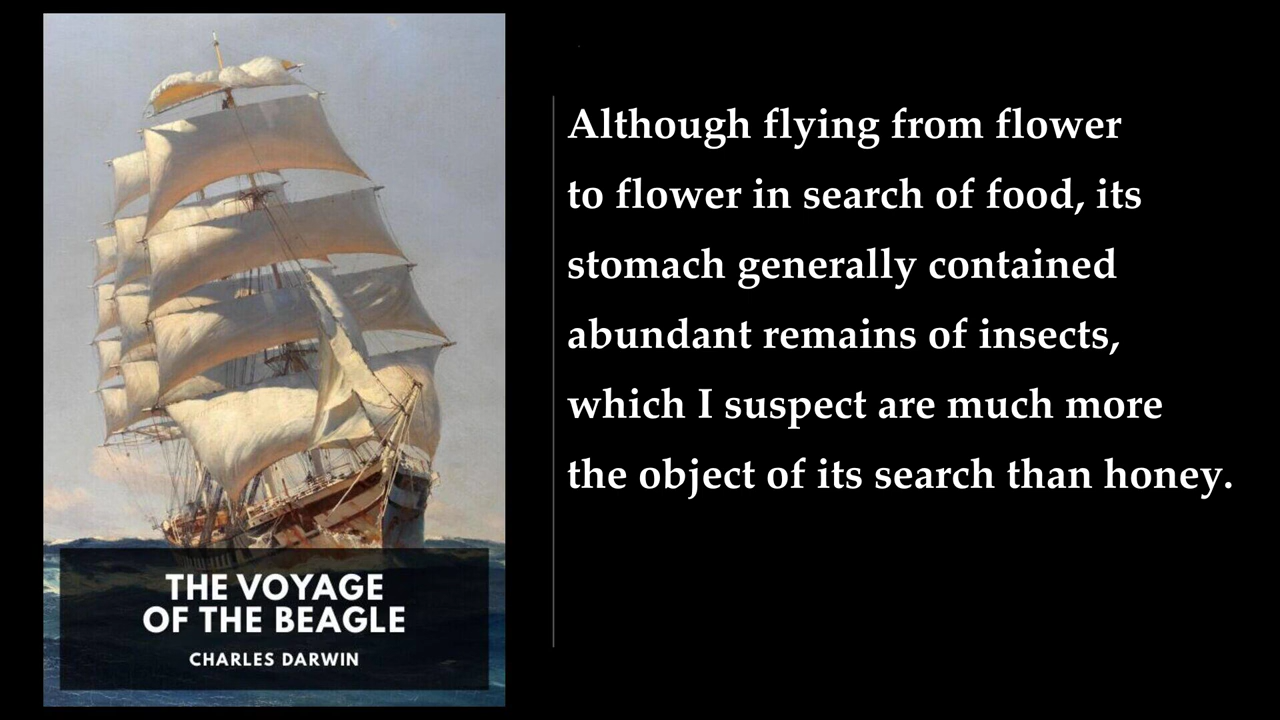 THE VOYAGE
OF THE BEAGLE
CHARLES DARWIN
Although flying from flower
to flower in search of food, its
stomach generally contained
abundant remains of insects,
which I suspect are much more
the object of its search than honey.